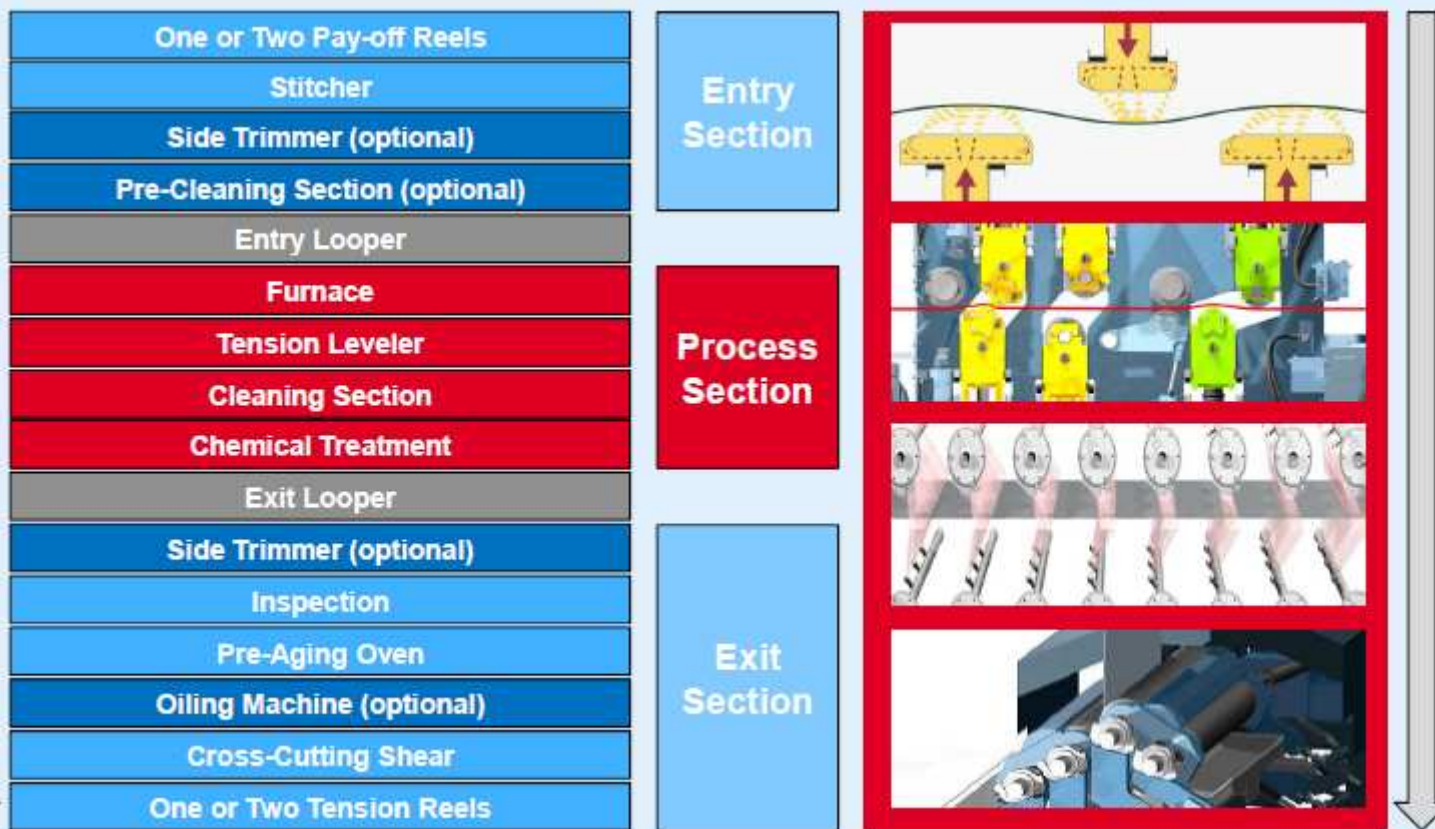 One or Two Pay-off Reels
Stitcher
Side Trimmer (optional)
Pre-Cleaning Section (optional)
Entry Looper
Furnace
Tension Leveler
Cleaning Section
Chemical Treatment
Exit Looper
Side Trimmer (optional)
Inspection
Pre-Aging Oven
Oiling Machine (optional)
Cross-Cutting Shear
One or Two Tension Reels
Entry
Section
Process
Section
Exit
Section